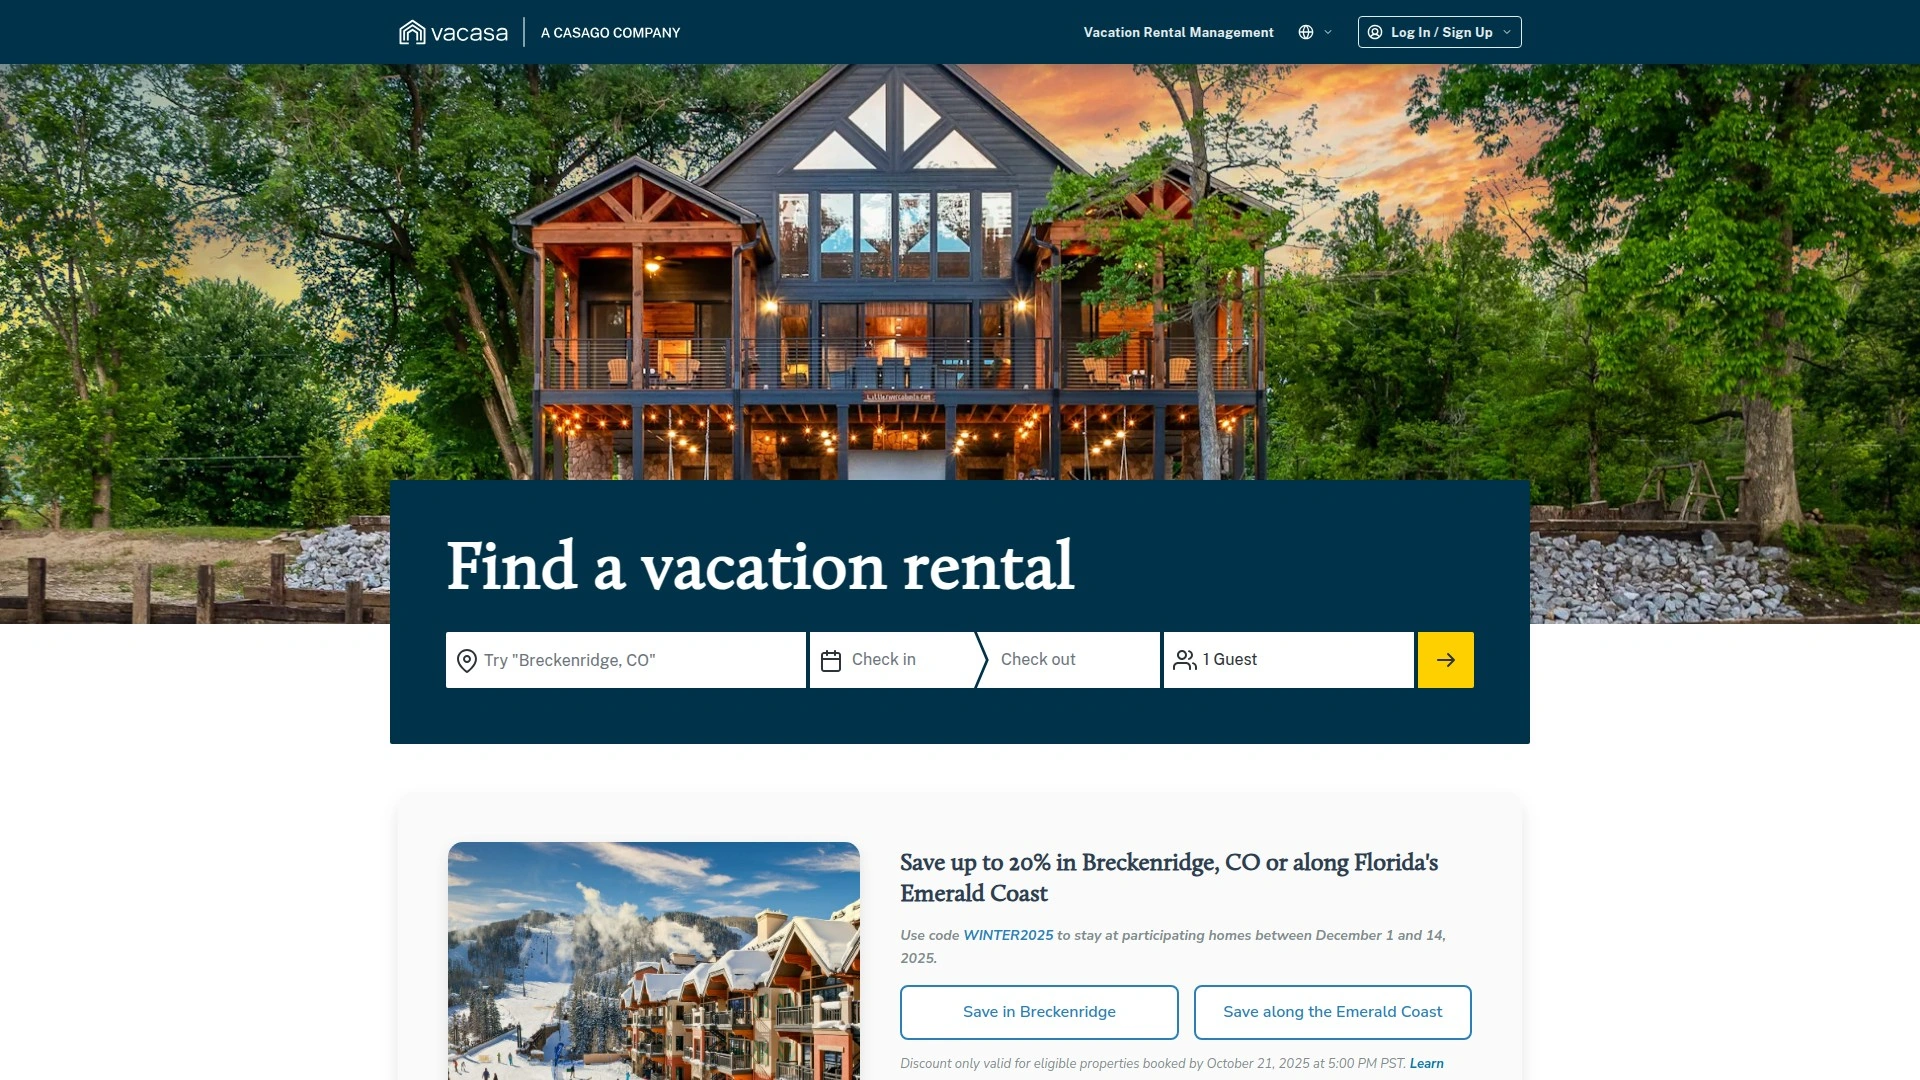 vacasa
A CASAGO COMPANY
Vacation Rental Management
Log In / Sign Up
Find a vacation rental
Try "Breckenridge, CO"
Check in
Check out
1 Guest
Save up to 20% in Breckenridge, CO or along Florida's
Emerald Coast
Use code WINTER2025 to stay at participating homes between December 1 and 14,
2025.
Save in Breckenridge
Save along the Emerald Coast
Discount only valid for eligible properties booked by October 21, 2025 at 5:00 PM PST. Learn